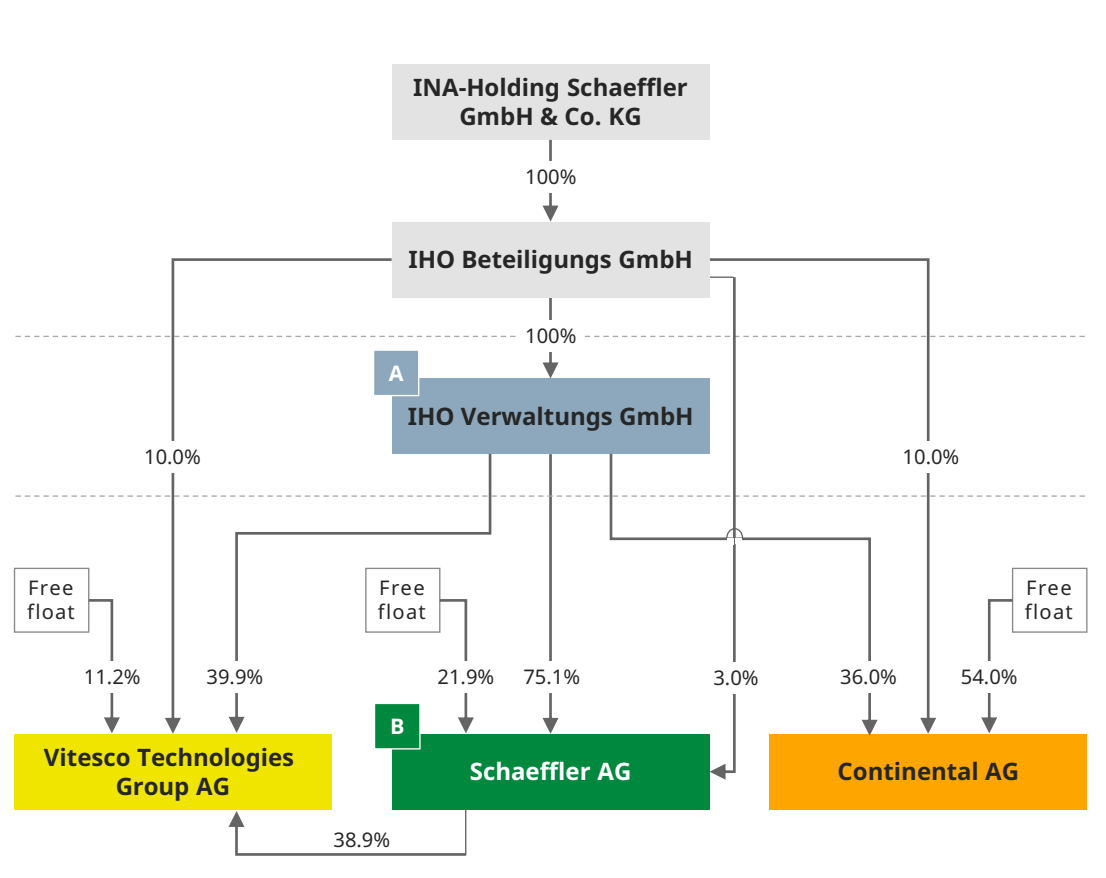 INA-Holding Schaeffler
GmbH & Co. KG
100%
IHO Beteiligungs GmbH
100%
A
IHO Verwaltungs GmbH
10.0%
10.0%
Free
float
Free
float
Free
float
11.2%
39.9%
21.9%
75.1%
3.0%
36.0%
54.0%
B
Vitesco Technologies
Group AG
Schaeffler AG
Continental AG
38.9%